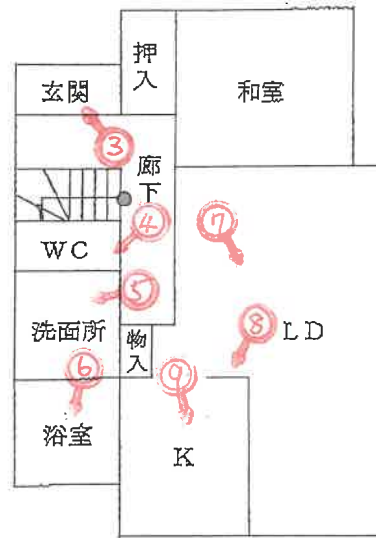 押入
和室
玄関
③
廊下
④
⑦
WC
⑤
洗面所
物入
⑧
LD
⑥
⑨
浴室
K